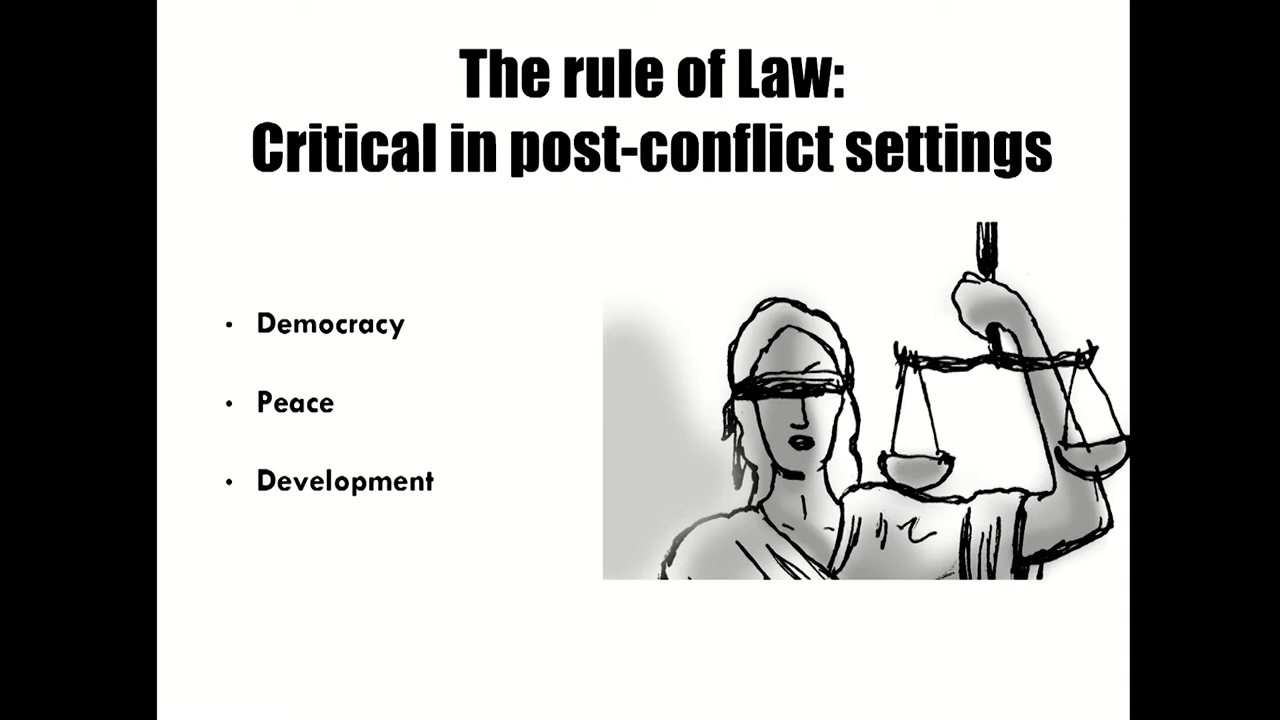 The rule of Law:
Critical in post-conflict settings
• Democracy
• Peace
• Development